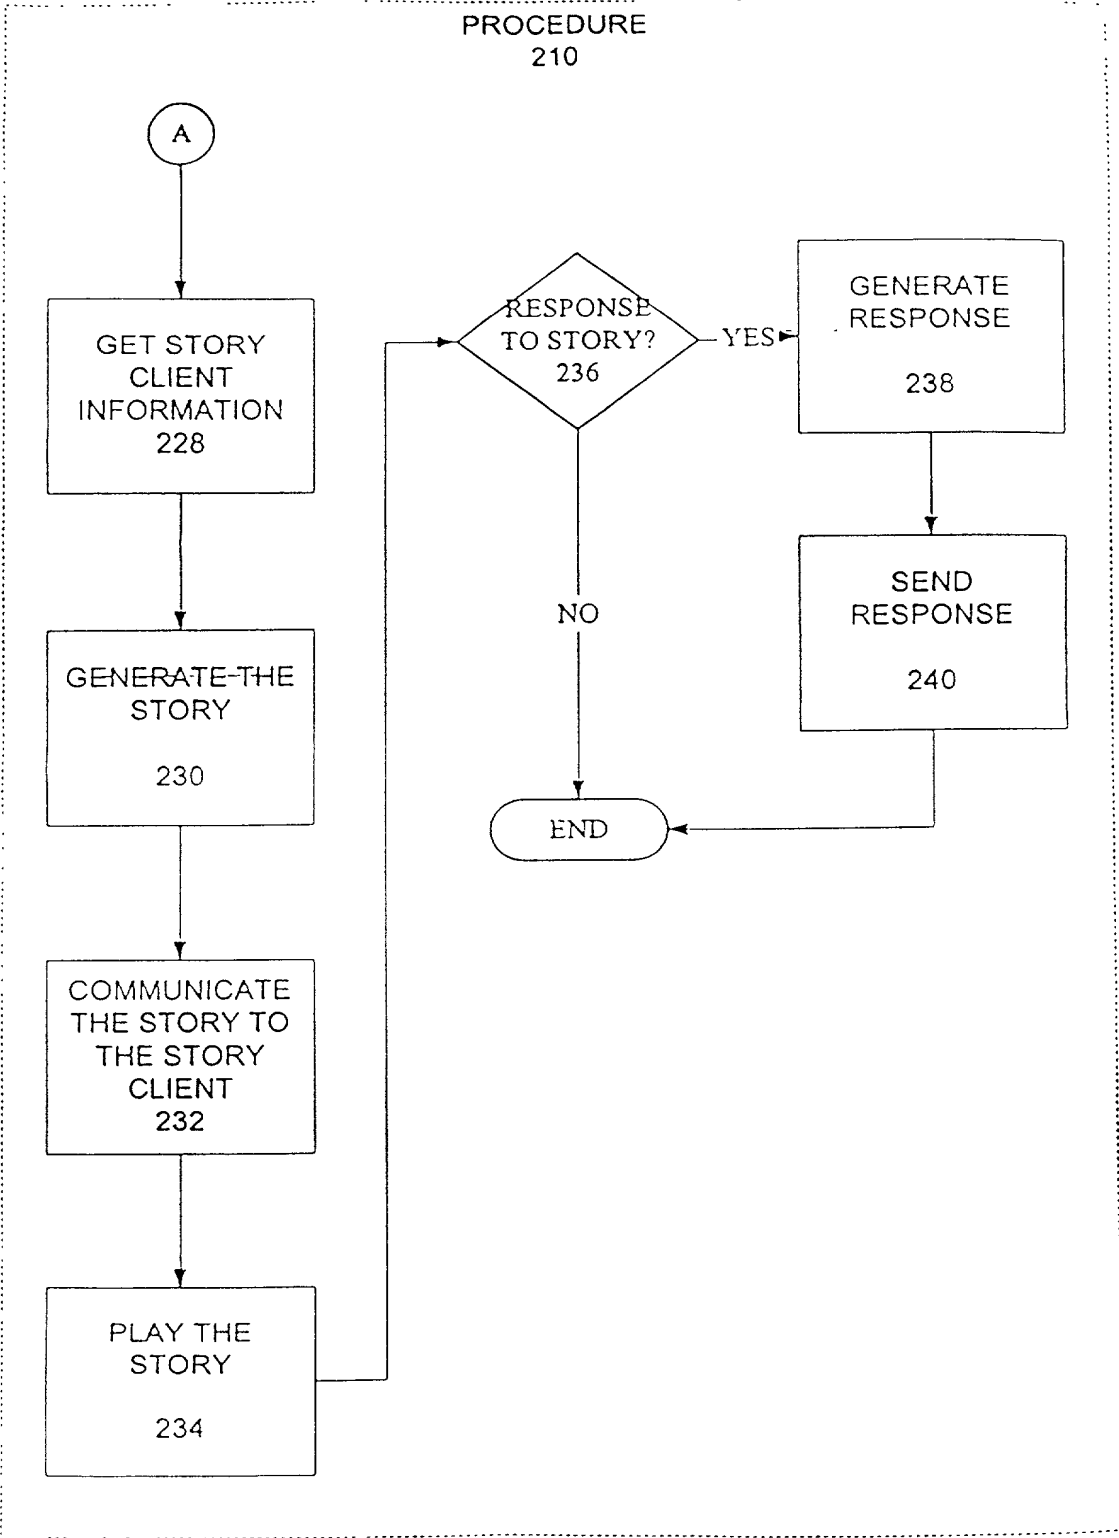 PROCEDURE
210
A
GET STORY
CLIENT
INFORMATION
228
GENERATE THE
STORY
230
COMMUNICATE
THE STORY TO
THE STORY
CLIENT
232
PLAY THE
STORY
234
RESPONSE
TO STORY?
236
YES
NO
GENERATE
RESPONSE
238
SEND
RESPONSE
240
END